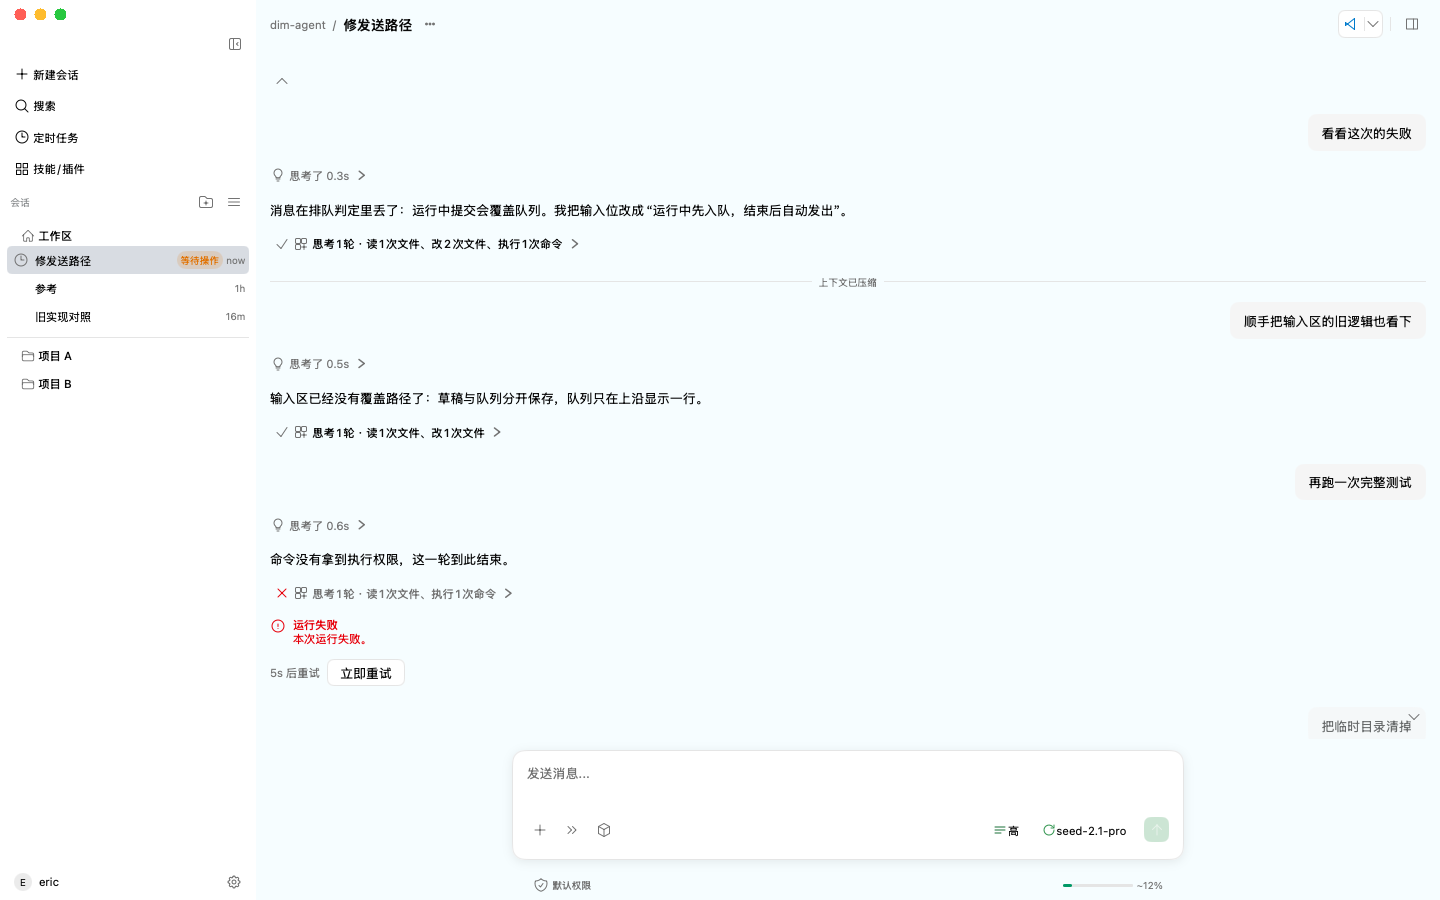 dim-agent / 修发送路径 ···
新建会话
搜索
定时任务
技能/插件
会话
工作区
修发送路径 等待操作 now
参考 1h
旧实现对照 16m
项目 A
项目 B
E eric
看看这次的失败
思考了 0.3s
消息在排队判定里丢了：运行中提交会覆盖队列。我把输入位改成“运行中先入队，结束后自动发出”。
思考1轮 · 读1次文件、改2次文件、执行1次命令
上下文已压缩
顺手把输入区的旧逻辑也看下
思考了 0.5s
输入区已经没有覆盖路径了：草稿与队列分开保存，队列只在上沿显示一行。
思考1轮 · 读1次文件、改1次文件
再跑一次完整测试
思考了 0.6s
命令没有拿到执行权限，这一轮到此结束。
思考1轮 · 读1次文件、执行1次命令
运行失败
本次运行失败。
5s 后重试 立即重试
把临时目录清掉
发送消息...
高 seed-2.1-pro
默认权限 ~12%